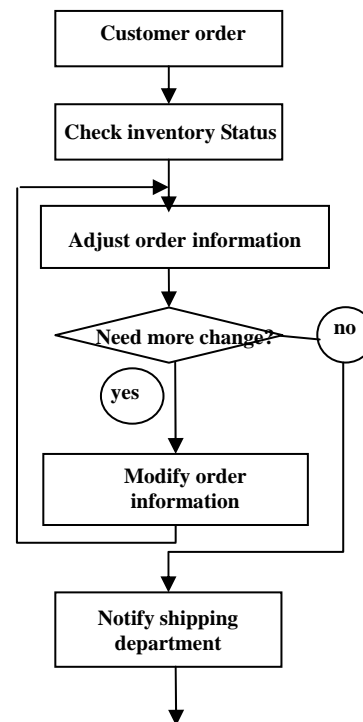 Customer order
Check inventory Status
Adjust order information
Need more change?
no
yes
Modify order
information
Notify shipping
department